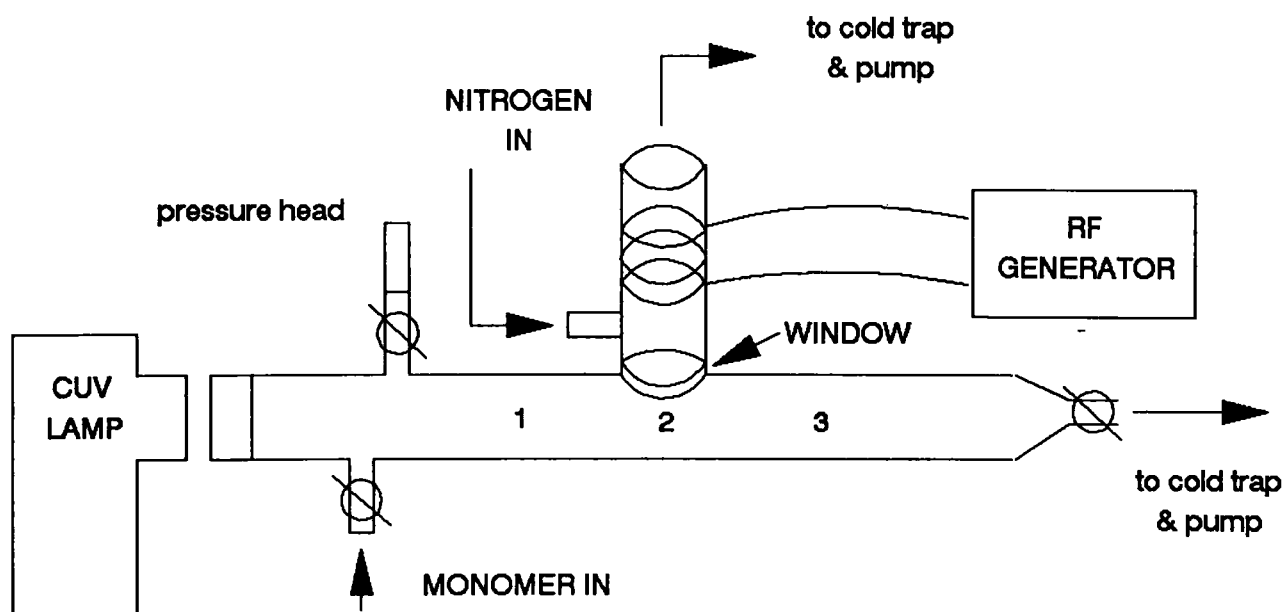 to cold trap
& pump
NITROGEN
IN
pressure head
RF
GENERATOR
WINDOW
CUV
LAMP
1
2
3
to cold trap
& pump
MONOMER IN